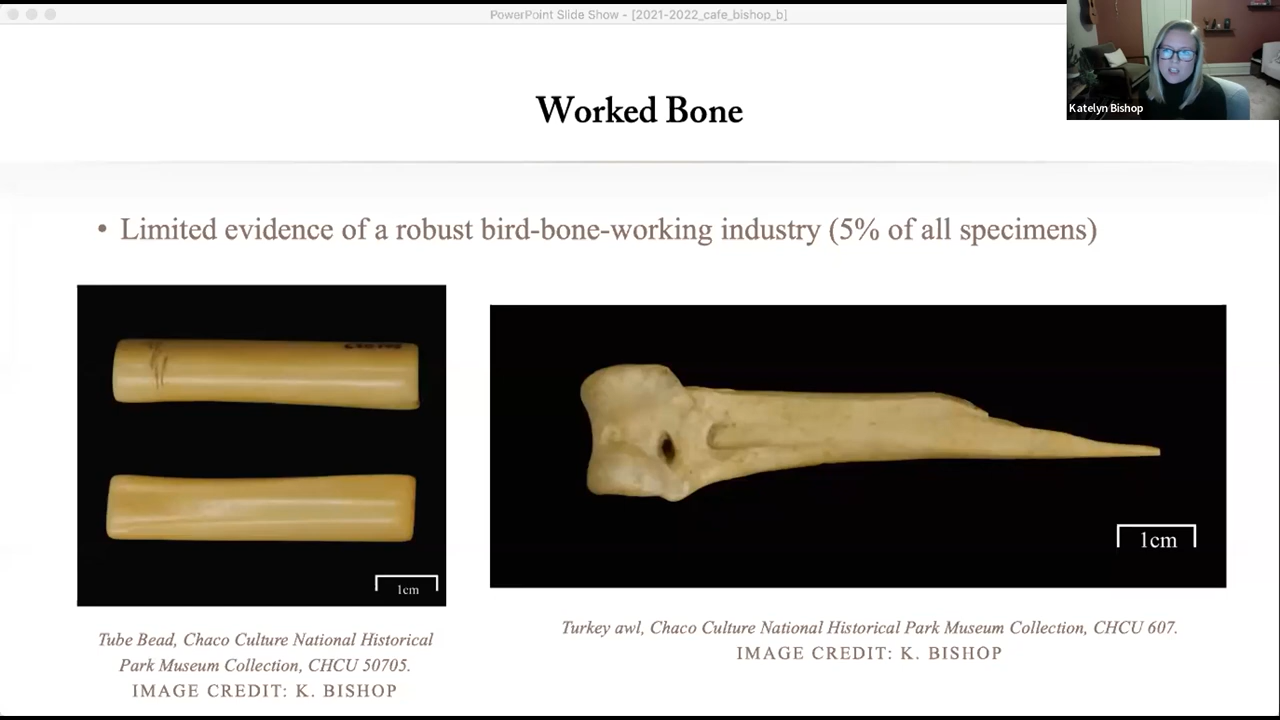 PowerPoint Slide Show - [2021-2022_cafe_bishop_b]
Katelyn Bishop
Worked Bone
• Limited evidence of a robust bird-bone-working industry (5% of all specimens)
1cm
Tube Bead, Chaco Culture National Historical
Park Museum Collection, CHCU 50705.
IMAGE CREDIT: K. BISHOP
1cm
Turkey awl, Chaco Culture National Historical Park Museum Collection, CHCU 607.
IMAGE CREDIT: K. BISHOP